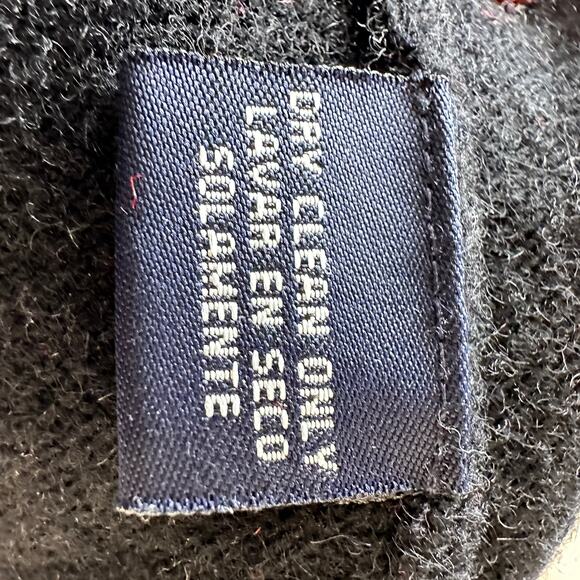 DRY CLEAN ONLY
LAVAR EN SECO
SOLAMENTE